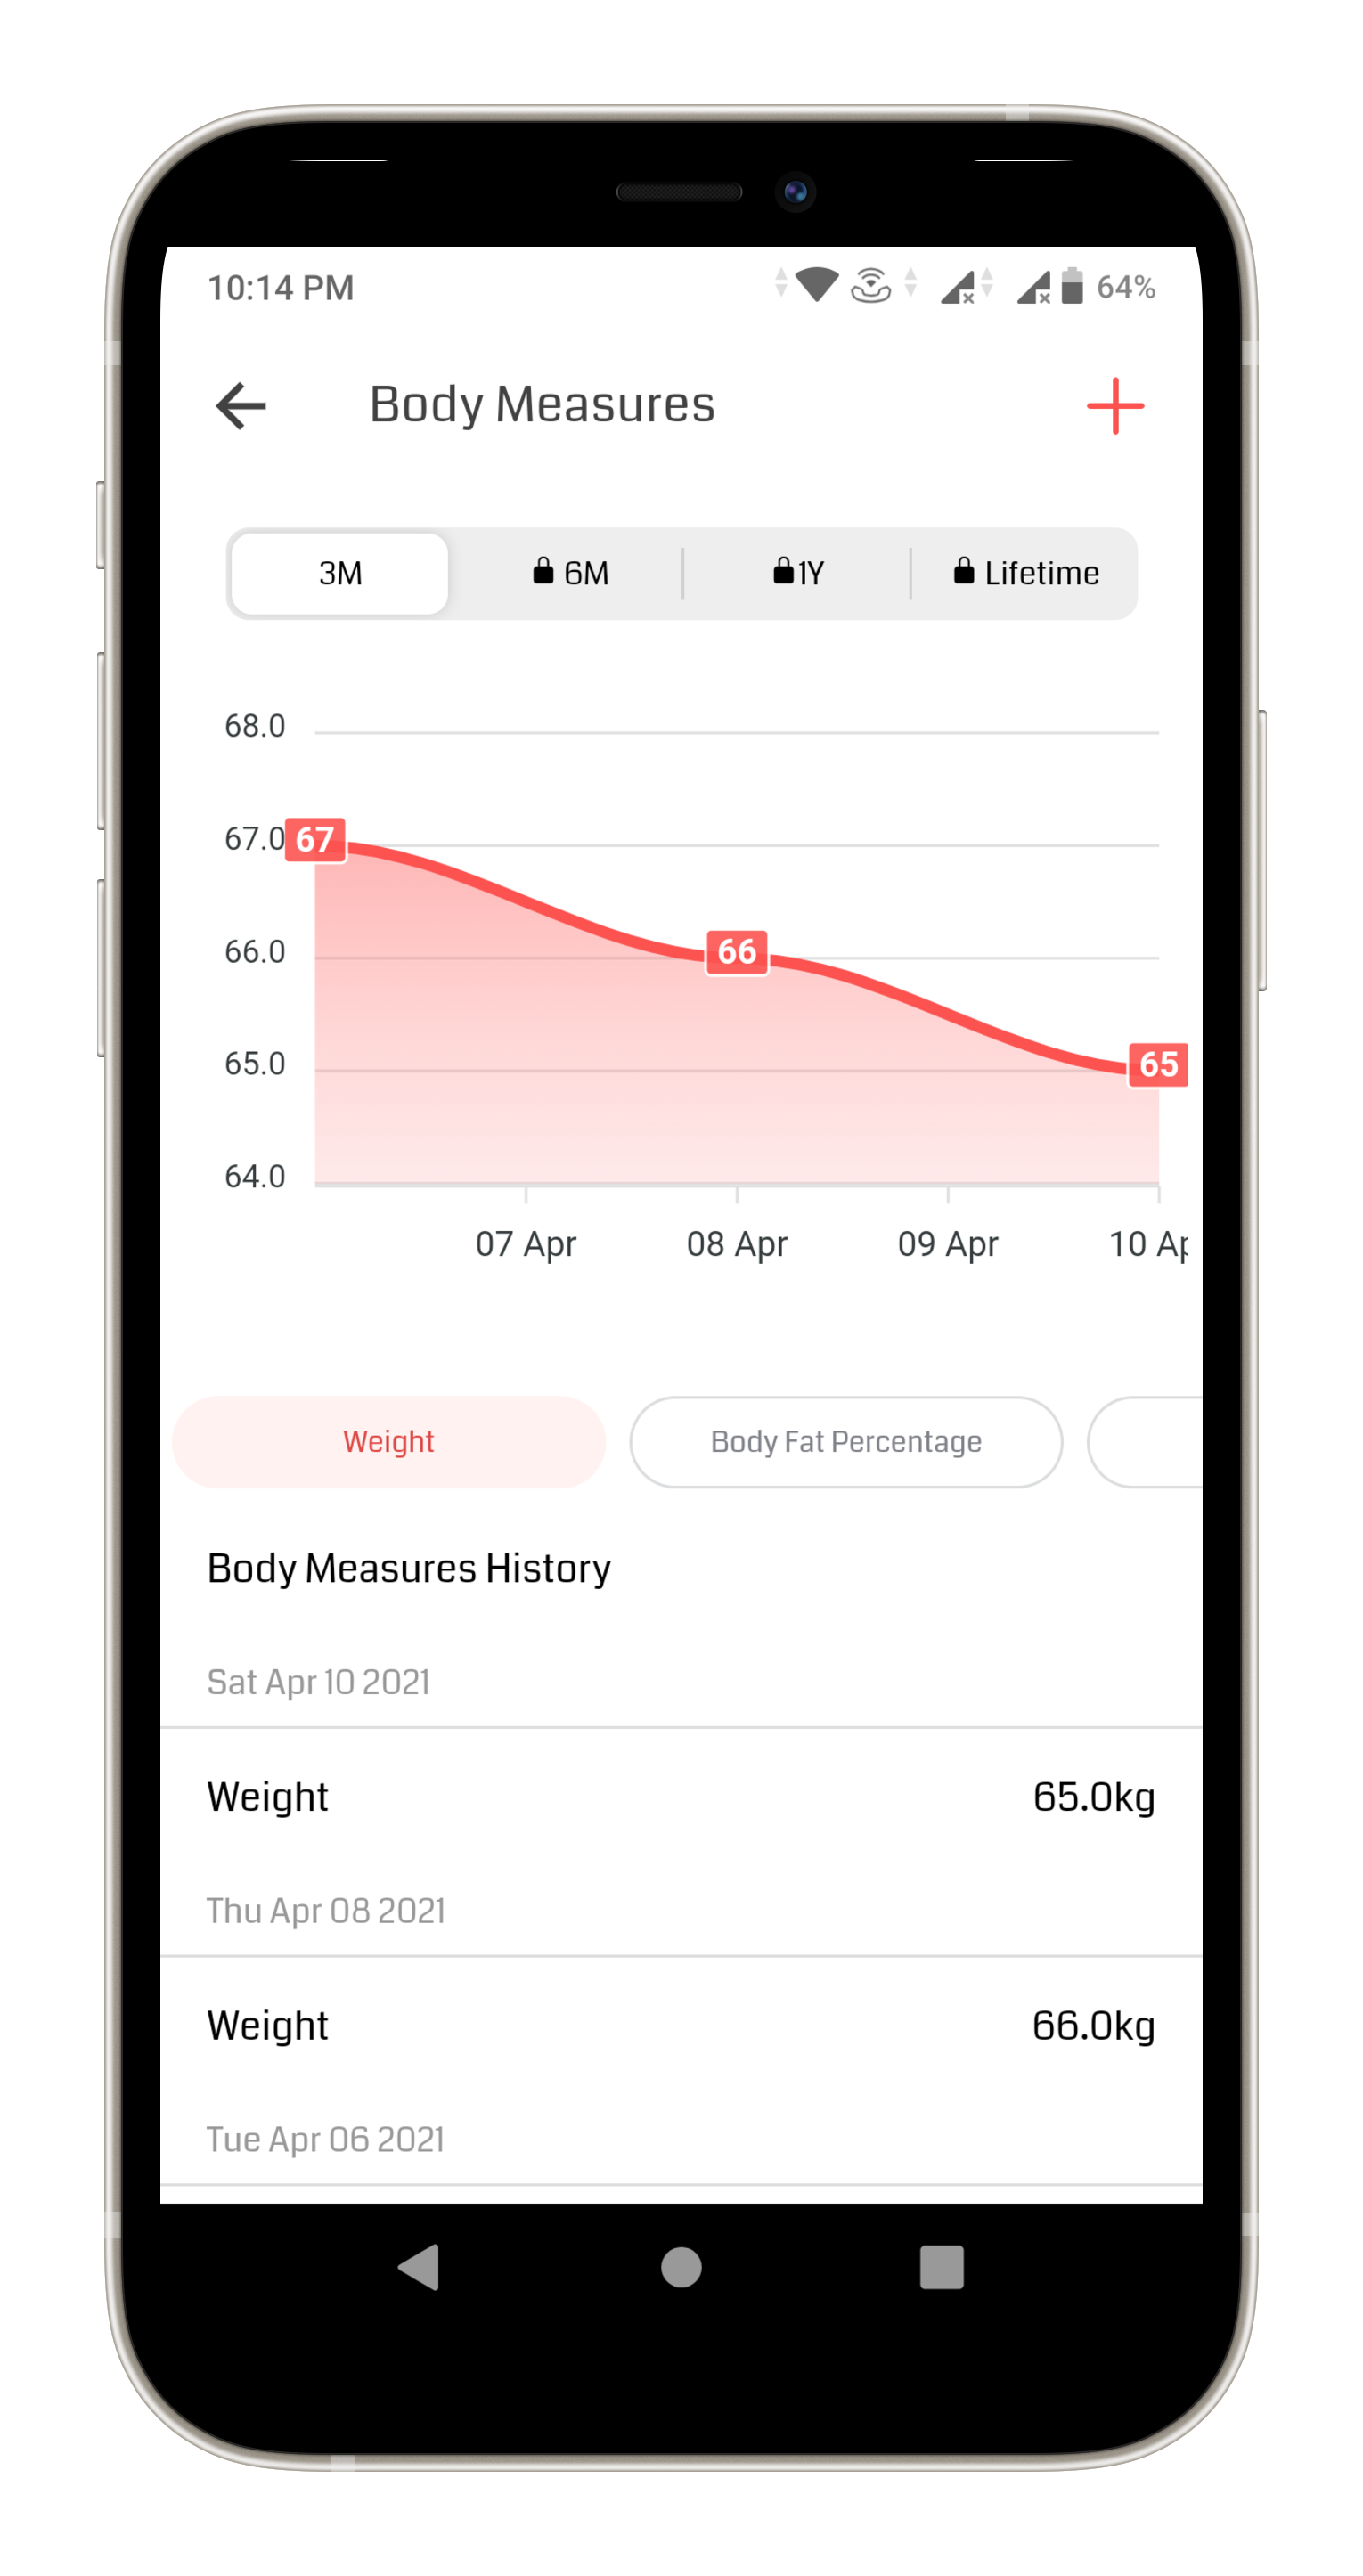 10:14 PM 64%
Body Measures
3M 6M 1Y Lifetime
68.0
67.0 67
66.0 66
65.0 65
64.0
07 Apr 08 Apr 09 Apr 10 Ap
Weight Body Fat Percentage
Body Measures History
Sat Apr 10 2021
Weight 65.0kg
Thu Apr 08 2021
Weight 66.0kg
Tue Apr 06 2021